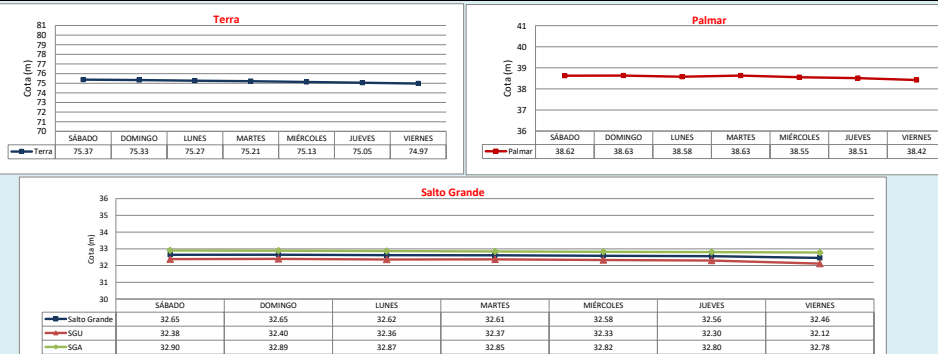 Terra
81
80
79
78
77
76
75
74
73
72
71
70
Cota (m)
SÁBADO DOMINGO LUNES MARTES MIÉRCOLES JUEVES VIERNES
Terra 75.37 75.33 75.27 75.21 75.13 75.05 74.97
Palmar
41
40
39
38
37
36
Cota (m)
SÁBADO DOMINGO LUNES MARTES MIÉRCOLES JUEVES VIERNES
Palmar 38.62 38.63 38.58 38.63 38.55 38.51 38.42
Salto Grande
36
35
34
33
32
31
30
Cota (m)
SÁBADO DOMINGO LUNES MARTES MIÉRCOLES JUEVES VIERNES
Salto Grande 32.65 32.65 32.62 32.61 32.58 32.56 32.46
SGU 32.38 32.40 32.36 32.37 32.33 32.30 32.12
SGA 32.90 32.89 32.87 32.85 32.82 32.80 32.78